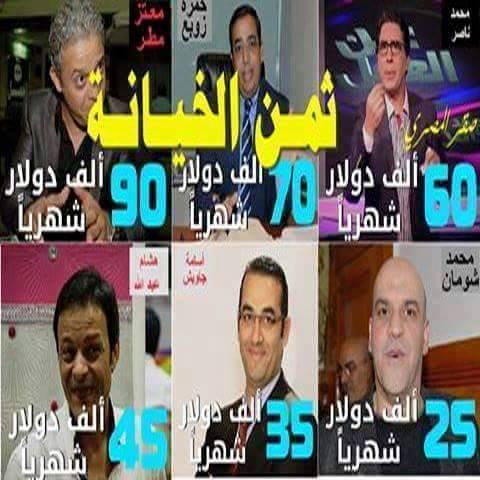 معتز
مطر
حمزة
زوبع
محمد
ناصر
ثمن الخيانة
صقر المصري
90 ألف دولار
شهرياً
70 ألف دولار
شهرياً
60 ألف دولار
شهرياً
هشام
عبد الله
أسامة
جاويش
محمد
شومان
45 ألف دولار
شهرياً
35 ألف دولار
شهرياً
25 ألف دولار
شهرياً